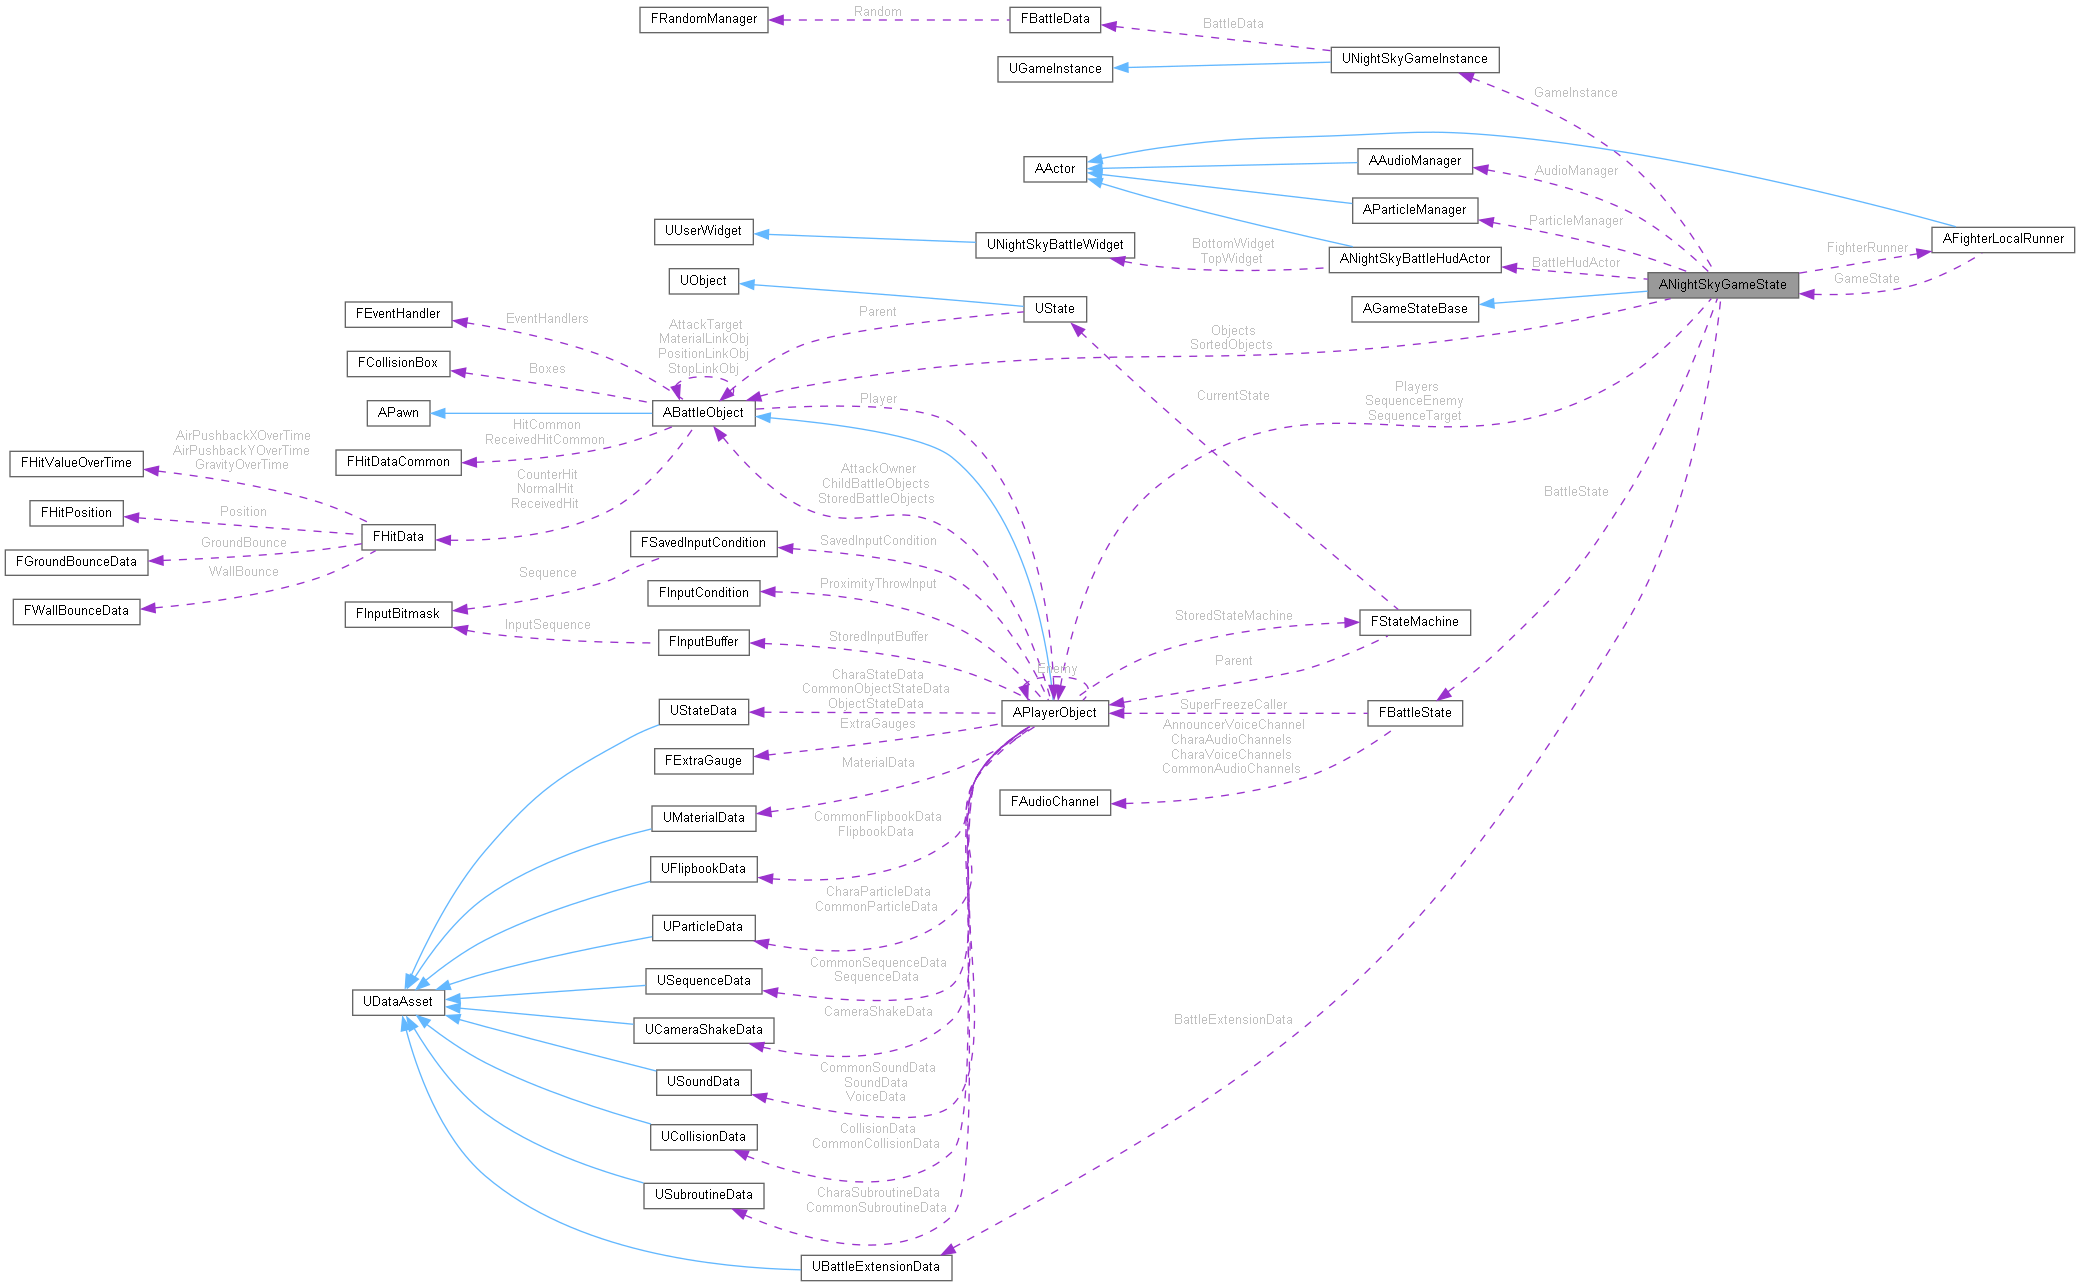 FRandomManager
Random
FBattleData
BattleData
UNightSkyGameInstance
UGameInstance
GameInstance
AActor
AAudioManager
AudioManager
AParticleManager
ParticleManager
UUserWidget
UNightSkyBattleWidget
BottomWidget
TopWidget
ANightSkyBattleHudActor
BattleHudActor
FighterRunner
AFighterLocalRunner
GameState
ANightSkyGameState
AGameStateBase
UObject
UState
Parent
FEventHandler
EventHandlers
AttackTarget
MaterialLinkObj
PositionLinkObj
StopLinkObj
Objects
SortedObjects
FCollisionBox
Boxes
APawn
ABattleObject
Player
CurrentState
Players
SequenceEnemy
SequenceTarget
HitCommon
ReceivedHitCommon
FHitDataCommon
AirPushbackXOverTime
AirPushbackYOverTime
GravityOverTime
FHitValueOverTime
CounterHit
NormalHit
ReceivedHit
AttackOwner
ChildBattleObjects
StoredBattleObjects
BattleState
FHitPosition
Position
FHitData
GroundBounce
FGroundBounceData
WallBounce
FWallBounceData
FSavedInputCondition
SavedInputCondition
Sequence
FInputCondition
ProximityThrowInput
FInputBitmask
InputSequence
FInputBuffer
StoredInputBuffer
StoredStateMachine
FStateMachine
Parent
Enemy
CharaStateData
CommonObjectStateData
ObjectStateData
UStateData
APlayerObject
SuperFreezeCaller
FBattleState
ExtraGauges
FExtraGauge
AnnouncerVoiceChannel
CharaAudioChannels
CharaVoiceChannels
CommonAudioChannels
MaterialData
FAudioChannel
UMaterialData
CommonFlipbookData
FlipbookData
UFlipbookData
CharaParticleData
CommonParticleData
UParticleData
CommonSequenceData
SequenceData
USequenceData
UDataAsset
CameraShakeData
UCameraShakeData
BattleExtensionData
CommonSoundData
SoundData
VoiceData
USoundData
CollisionData
CommonCollisionData
UCollisionData
CharaSubroutineData
CommonSubroutineData
USubroutineData
UBattleExtensionData